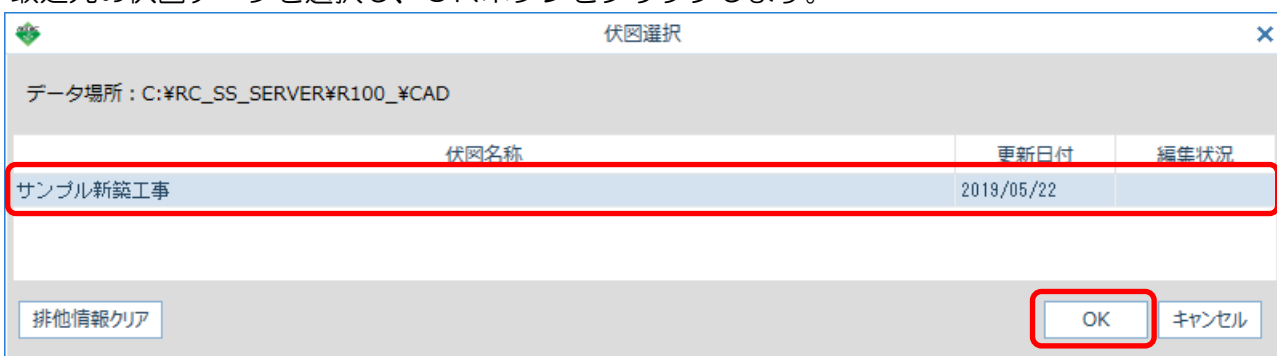 伏図選択
データ場所：C:¥RC_SS_SERVER¥R100_¥CAD
伏図名称 更新日付 編集状況
サンプル新築工事 2019/05/22
排他情報クリア OK キャンセル